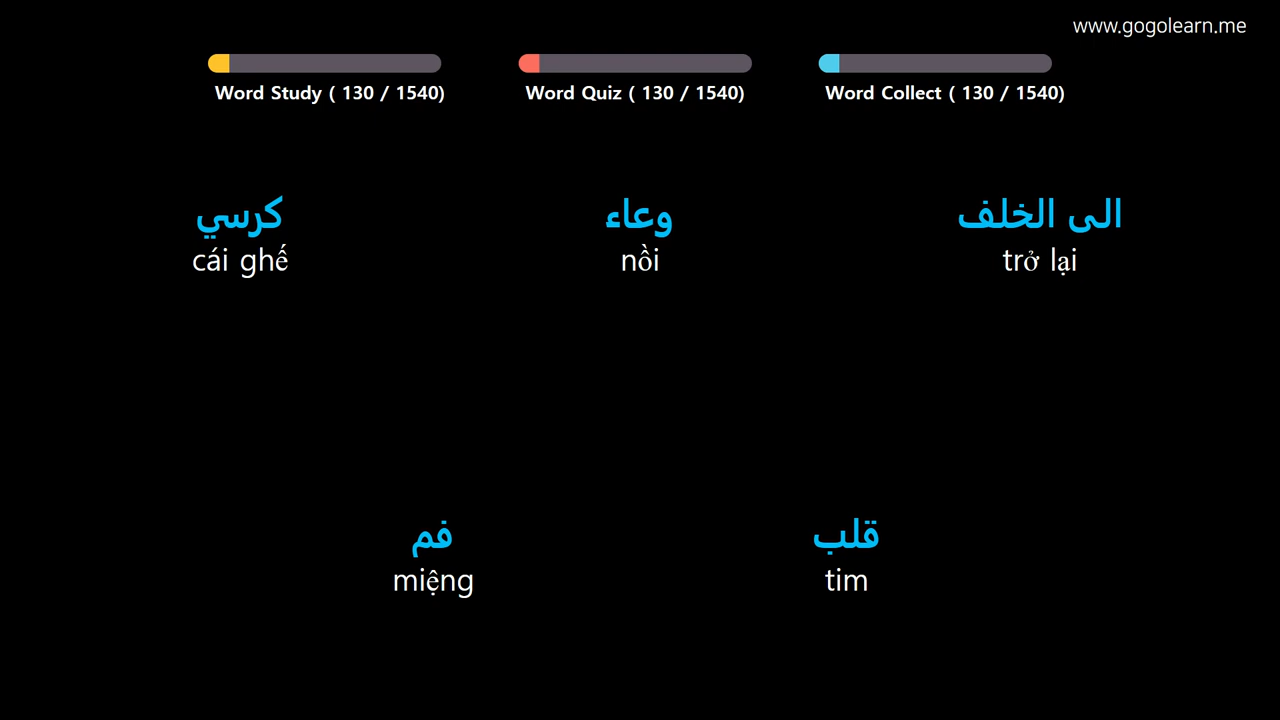 www.gogolearn.me
Word Study ( 130 / 1540)
Word Quiz ( 130 / 1540)
Word Collect ( 130 / 1540)
كرسي
cái ghế
وعاء
nồi
الى الخلف
trở lại
فم
miệng
قلب
tim